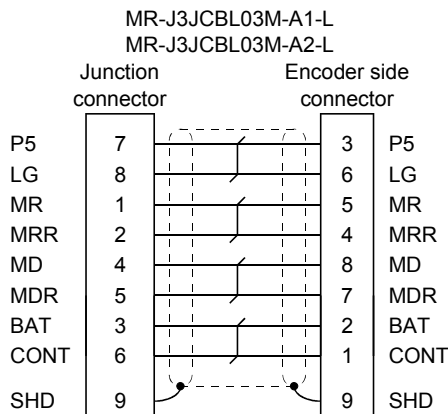 MR-J3JCBL03M-A1-L
MR-J3JCBL03M-A2-L
Junction connector Encoder side connector
P5 7 3 P5
LG 8 6 LG
MR 1 5 MR
MRR 2 4 MRR
MD 4 8 MD
MDR 5 7 MDR
BAT 3 2 BAT
CONT 6 1 CONT
SHD 9 9 SHD